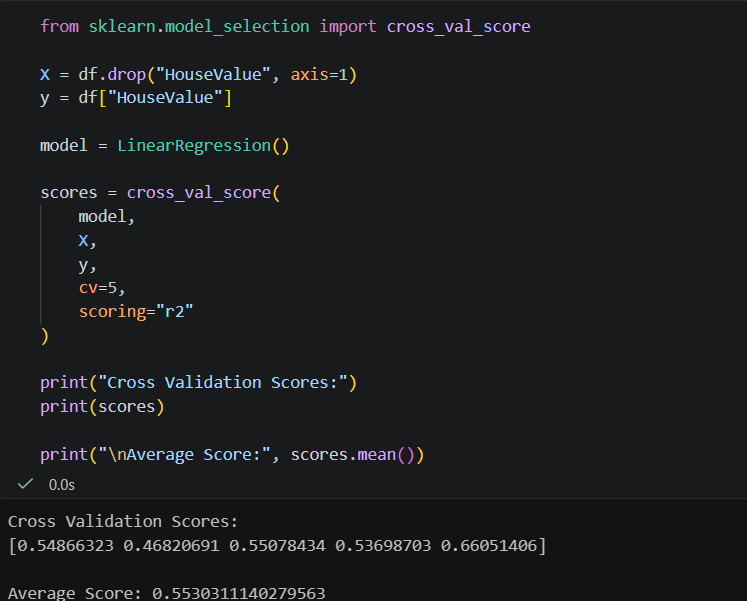 from sklearn.model_selection import cross_val_score
X = df.drop("HouseValue", axis=1)
y = df["HouseValue"]
model = LinearRegression()
scores = cross_val_score(
    model,
    X,
    y,
    cv=5,
    scoring="r2"
)
print("Cross Validation Scores:")
print(scores)
print("\nAverage Score:", scores.mean())
0.0s
Cross Validation Scores:
[0.54866323 0.46820691 0.55078434 0.53698703 0.66051406]
Average Score: 0.5530311140279563